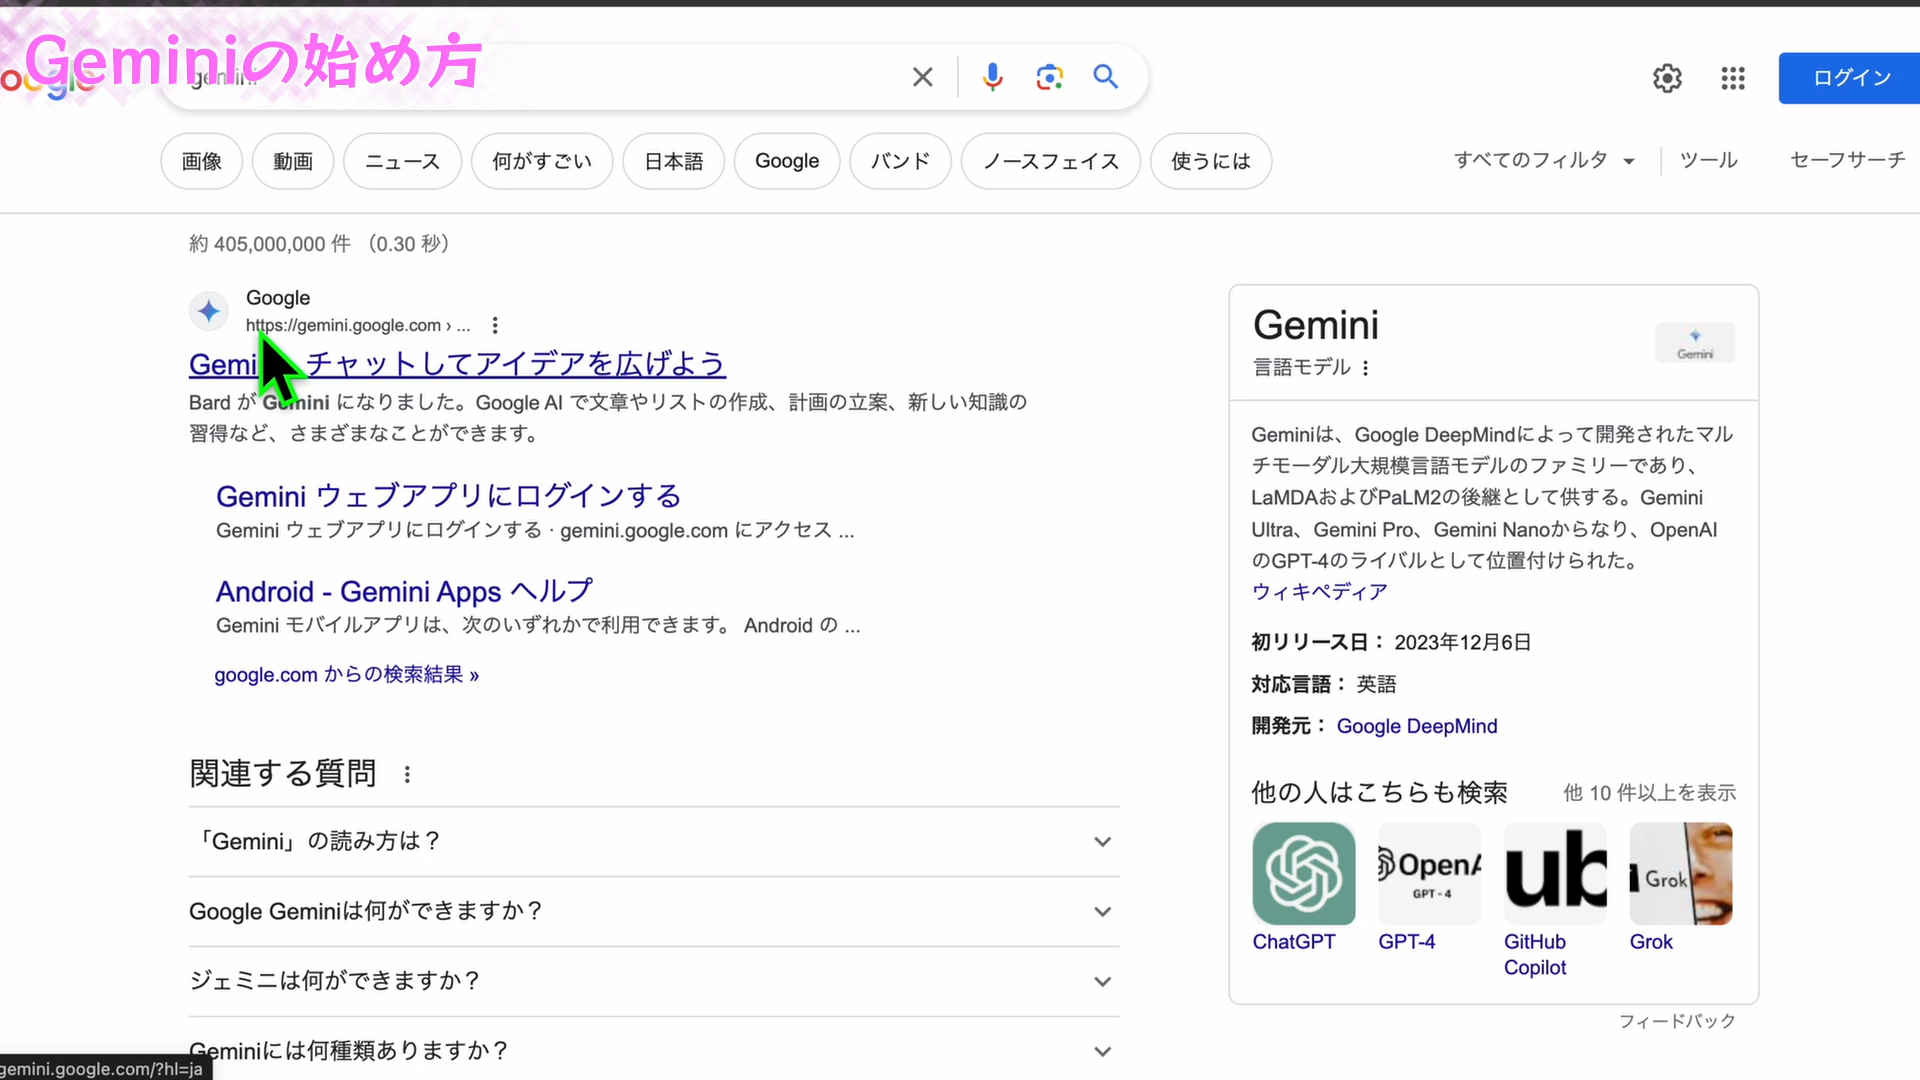 Geminiの始め方
gemini
ログイン
画像
動画
ニュース
何がすごい
日本語
Google
バンド
ノースフェイス
使うには
すべてのフィルタ
ツール
セーフサーチ
約 405,000,000 件 （0.30 秒）
Google
https://gemini.google.com › ...
Gemi チャットしてアイデアを広げよう
Bard が Gemini になりました。Google AI で文章やリストの作成、計画の立案、新しい知識の
習得など、さまざまなことができます。
Gemini ウェブアプリにログインする
Gemini ウェブアプリにログインする · gemini.google.com にアクセス ...
Android - Gemini Apps ヘルプ
Gemini モバイルアプリは、次のいずれかで利用できます。 Android の ...
google.com からの検索結果 »
関連する質問
「Gemini」の読み方は？
Google Geminiは何ができますか？
ジェミニは何ができますか？
Geminiには何種類ありますか？
gemini.google.com/?hl=ja
Gemini
言語モデル
Gemini
Geminiは、Google DeepMindによって開発されたマル
チモーダル大規模言語モデルのファミリーであり、
LaMDAおよびPaLM2の後継として供する。Gemini
Ultra、Gemini Pro、Gemini Nanoからなり、OpenAI
のGPT-4のライバルとして位置付けられた。
ウィキペディア
初リリース日： 2023年12月6日
対応言語： 英語
開発元： Google DeepMind
他の人はこちらも検索
他 10 件以上を表示
OpenA
GPT-4
ub
Grok
ChatGPT
GPT-4
GitHub
Copilot
Grok
フィードバック